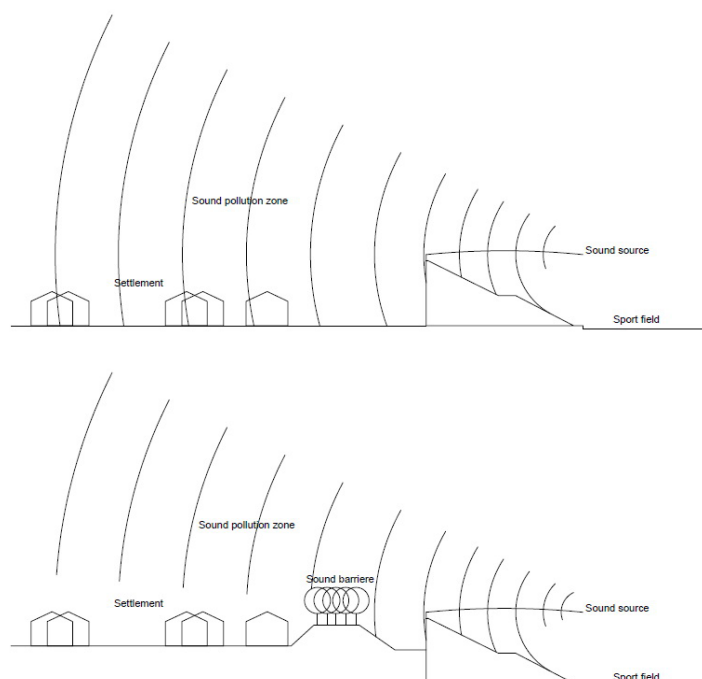 Sound pollution zone
Sound source
Settlement
Sport field
Sound pollution zone
Sound barriere
Settlement
Sound source
Sport field